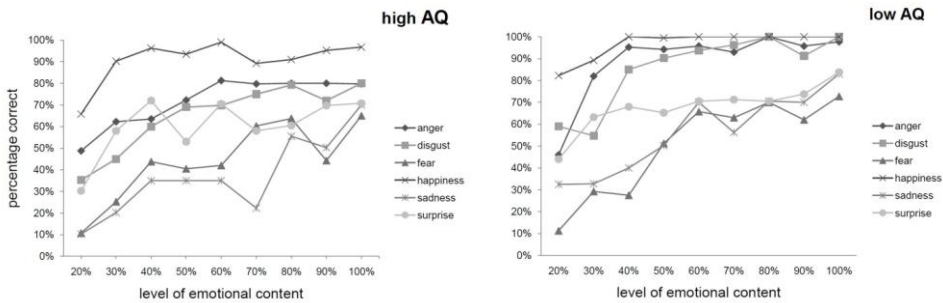 high AQ
percentage correct
100%
90%
80%
70%
60%
50%
40%
30%
20%
10%
0%
20% 30% 40% 50% 60% 70% 80% 90% 100%
level of emotional content
anger
disgust
fear
happiness
sadness
surprise
low AQ
100%
90%
80%
70%
60%
50%
40%
30%
20%
10%
0%
20% 30% 40% 50% 60% 70% 80% 90% 100%
level of emotional content
anger
disgust
fear
happiness
sadness
surprise